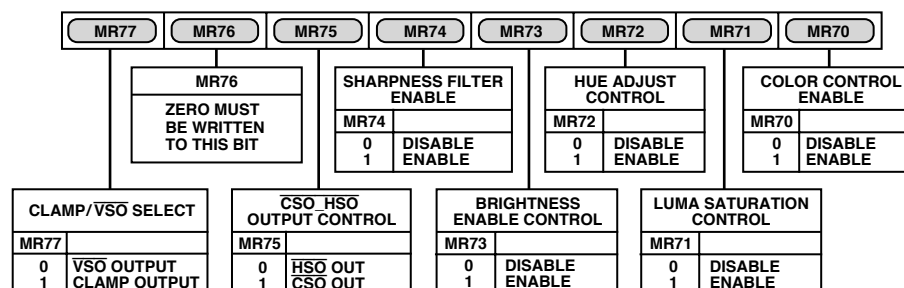 MR77 MR76 MR75 MR74 MR73 MR72 MR71 MR70
MR76
ZERO MUST
BE WRITTEN
TO THIS BIT
SHARPNESS FILTER
ENABLE
MR74
0 DISABLE
1 ENABLE
HUE ADJUST
CONTROL
MR72
0 DISABLE
1 ENABLE
COLOR CONTROL
ENABLE
MR70
0 DISABLE
1 ENABLE
CLAMP/VSO SELECT
MR77
0 VSO OUTPUT
1 CLAMP OUTPUT
CSO_HSO
OUTPUT CONTROL
MR75
0 HSO OUT
1 CSO OUT
BRIGHTNESS
ENABLE CONTROL
MR73
0 DISABLE
1 ENABLE
LUMA SATURATION
CONTROL
MR71
0 DISABLE
1 ENABLE